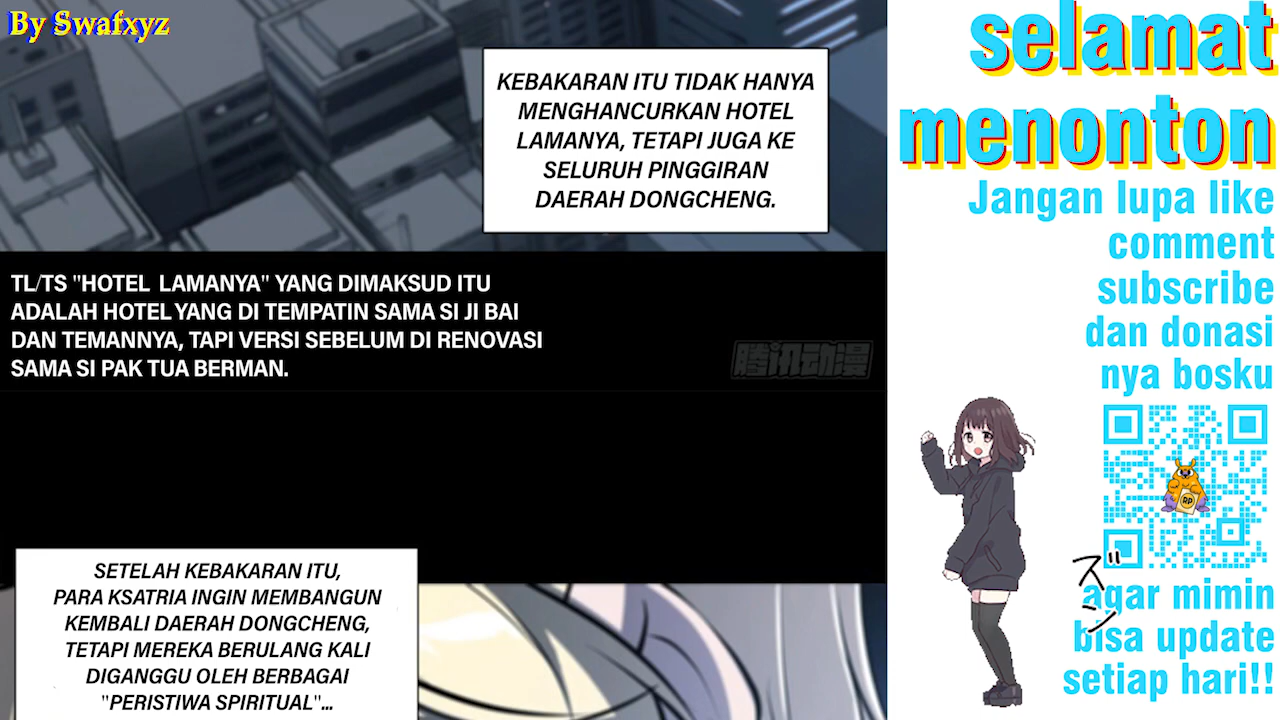 By Swafxyz
KEBAKARAN ITU TIDAK HANYA
MENGHANCURKAN HOTEL
LAMANYA, TETAPI JUGA KE
SELURUH PINGGIRAN
DAERAH DONGCHENG.
TL/TS "HOTEL LAMANYA" YANG DIMAKSUD ITU
ADALAH HOTEL YANG DI TEMPATIN SAMA SI JI BAI
DAN TEMANNYA, TAPI VERSI SEBELUM DI RENOVASI
SAMA SI PAK TUA BERMAN.
腾讯动漫
SETELAH KEBAKARAN ITU,
PARA KSATRIA INGIN MEMBANGUN
KEMBALI DAERAH DONGCHENG,
TETAPI MEREKA BERULANG KALI
DIGANGGU OLEH BERBAGAI
"PERISTIWA SPIRITUAL"...
selamat
menonton
Jangan lupa like
comment
subscribe
dan donasi
nya bosku
RP
ズン
agar mimin
bisa update
setiap hari!!